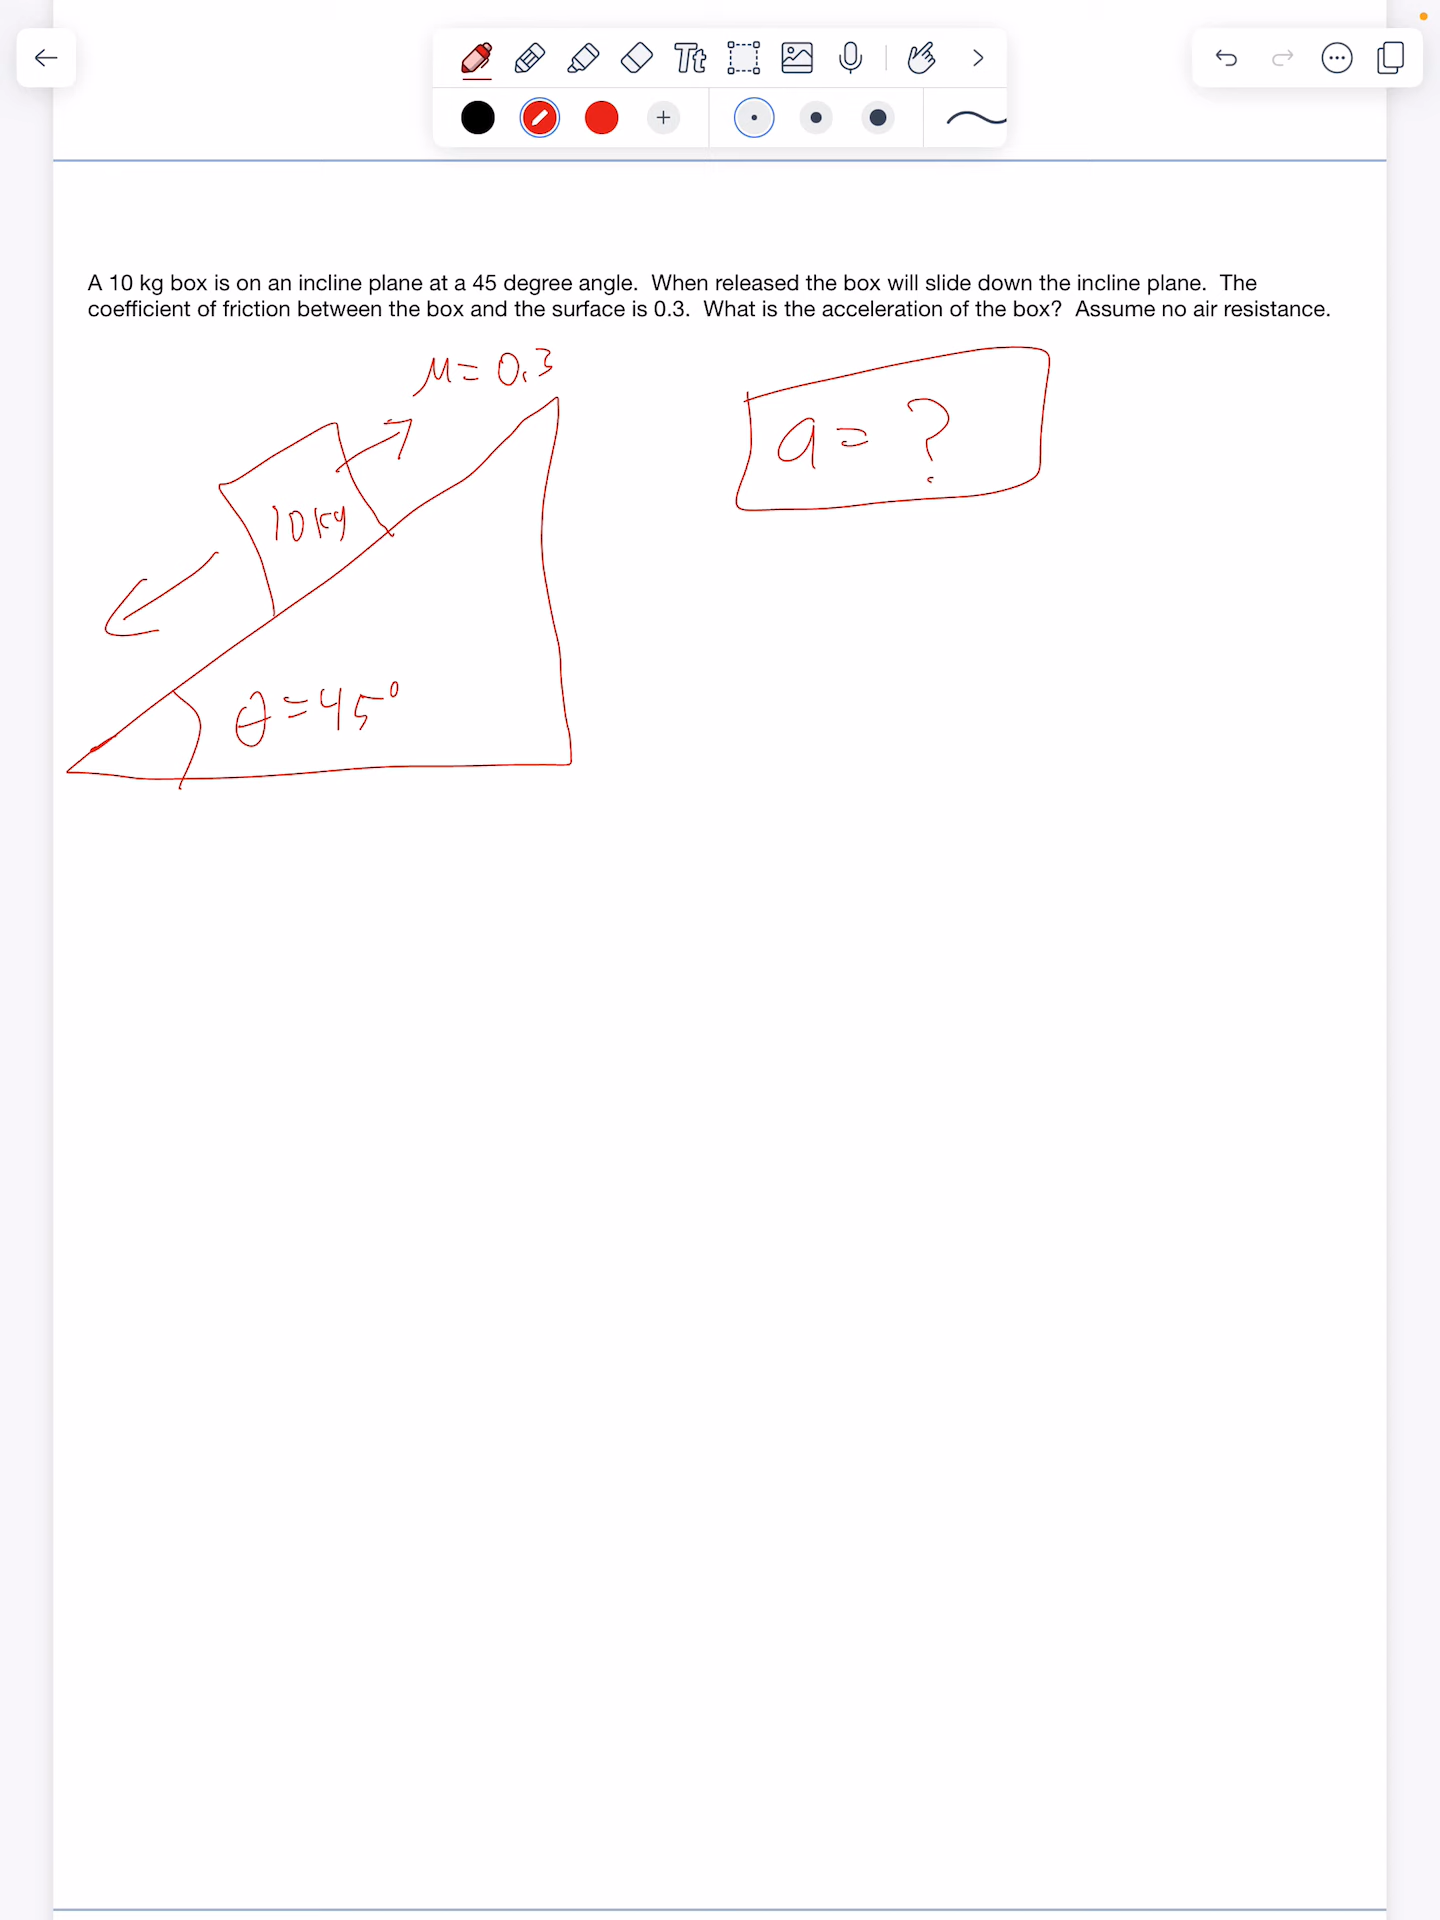 Tt
A 10 kg box is on an incline plane at a 45 degree angle.  When released the box will slide down the incline plane.  The
coefficient of friction between the box and the surface is 0.3.  What is the acceleration of the box?  Assume no air resistance.
μ = 0.3
a = ?
10 kg
θ = 45°